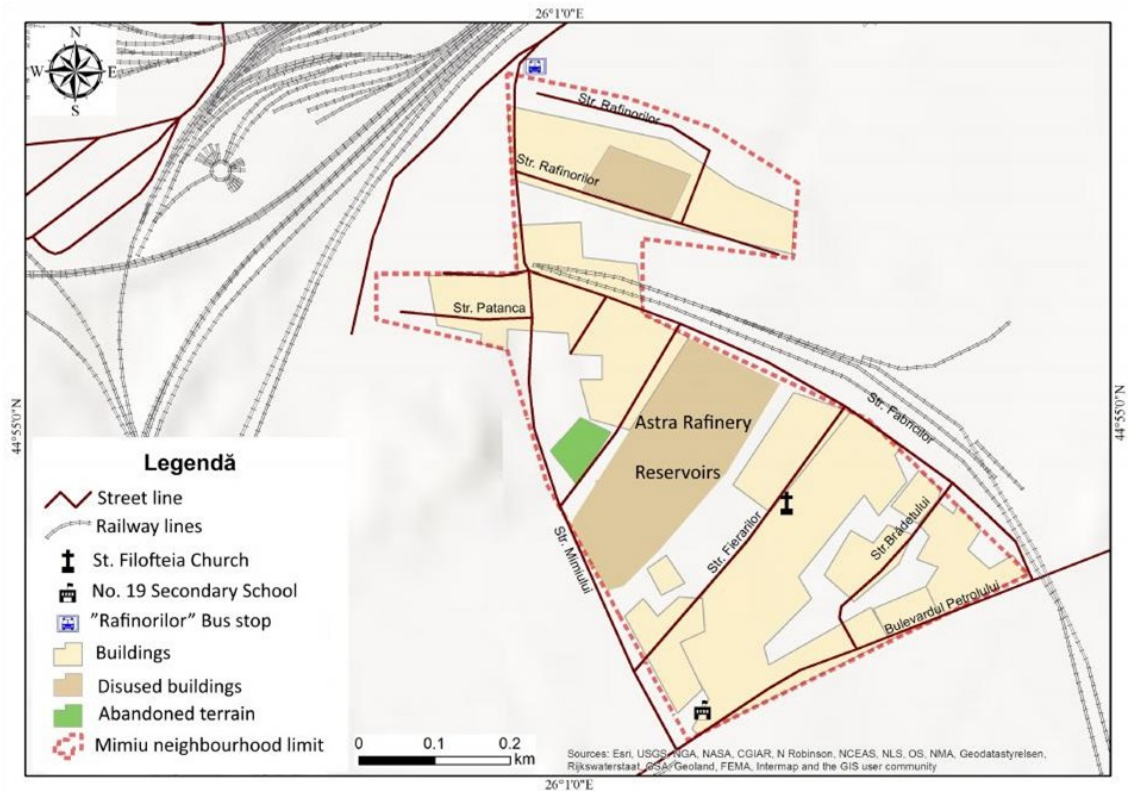 26°1'0"E
N
W E
S
Str. Rafinorilor
Str. Rafinorilor
Str. Patanca
Str. Fabricilor
44°55'0"N
44°55'0"N
Astra Rafinery
Reservoirs
Str. Mimiului
Str. Fierarilor
Str.Brădetului
Bulevardul Petrolului
Legendă
Street line
Railway lines
St. Filofteia Church
No. 19 Secondary School
"Rafinorilor" Bus stop
Buildings
Disused buildings
Abandoned terrain
Mimiu neighbourhood limit
0 0.1 0.2
km
Sources: Esri, USGS, NGA, NASA, CGIAR, N Robinson, NCEAS, NLS, OS, NMA, Geodatastyrelsen,
Rijkswaterstaat, GSA, Geoland, FEMA, Intermap and the GIS user community
26°1'0"E